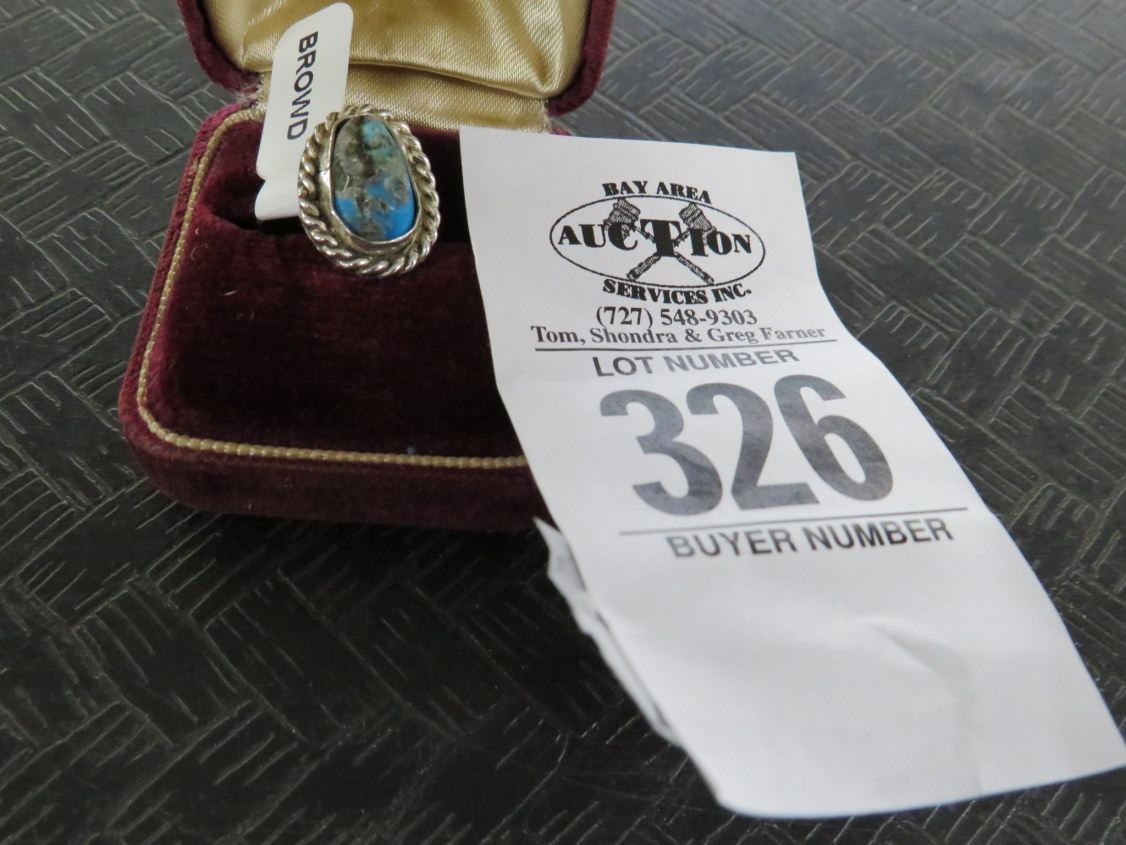 BROWD
BAY AREA
AUCTION
SERVICES INC.
(727) 548-9303
Tom, Shondra & Greg Farner
LOT NUMBER
326
BUYER NUMBER